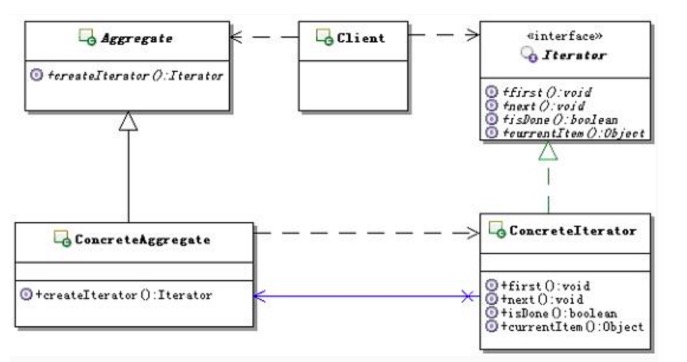 Aggregate
+createIterator():Iterator
Client
«interface»
Iterator
+first():void
+next():void
+isDone():boolean
+currentItem():Object
ConcreteAggregate
+createIterator():Iterator
ConcreteIterator
+first():void
+next():void
+isDone():boolean
+currentItem():Object